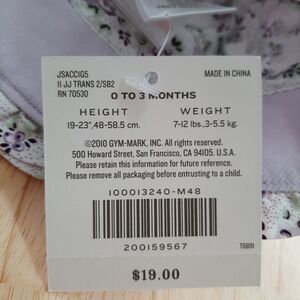 JSACCIG5
11 JJ TRANS 2/SB2
RN 70530
MADE IN CHINA
0 TO 3 MONTHS
HEIGHT WEIGHT
19-23", 48-58.5 cm. 7-12 lbs., 3-5.5 kg.
©2010 GYM-MARK, INC. All rights reserved.
500 Howard Street, San Francisco, CA 94105. U.S.A.
Please retain this information for future reference.
Please remove all packaging before entrusting to a child.
100013240-M48
200159567
T6891
$19.00